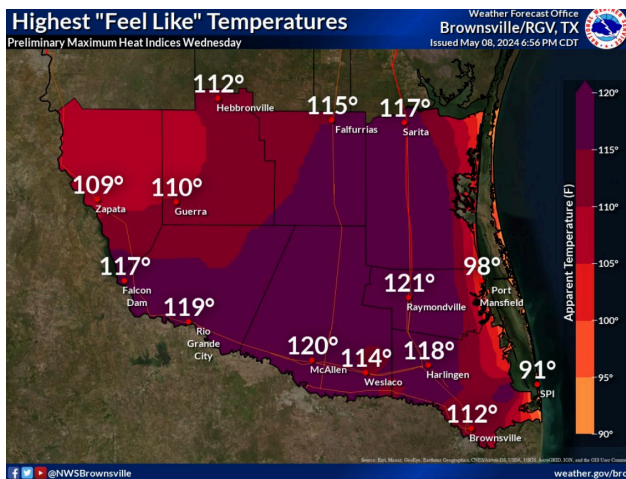 Highest "Feel Like" Temperatures
Weather Forecast Office
Brownsville/RGV, TX
Preliminary Maximum Heat Indices Wednesday
Issued May 08, 2024 6:56 PM CDT
112°
Hebbronville
115°
Falfurrias
117°
Sarita
109°
Zapata
110°
Guerra
117°
Falcon
Dam
119°
Rio
Grande
City
121°
Raymondville
98°
Port
Mansfield
120°
McAllen
114°
Weslaco
118°
Harlingen
91°
SPI
112°
Brownsville
Apparent Temperature (F)
120°
115°
110°
105°
100°
95°
90°
@NWSBrownsville
weather.gov/bro